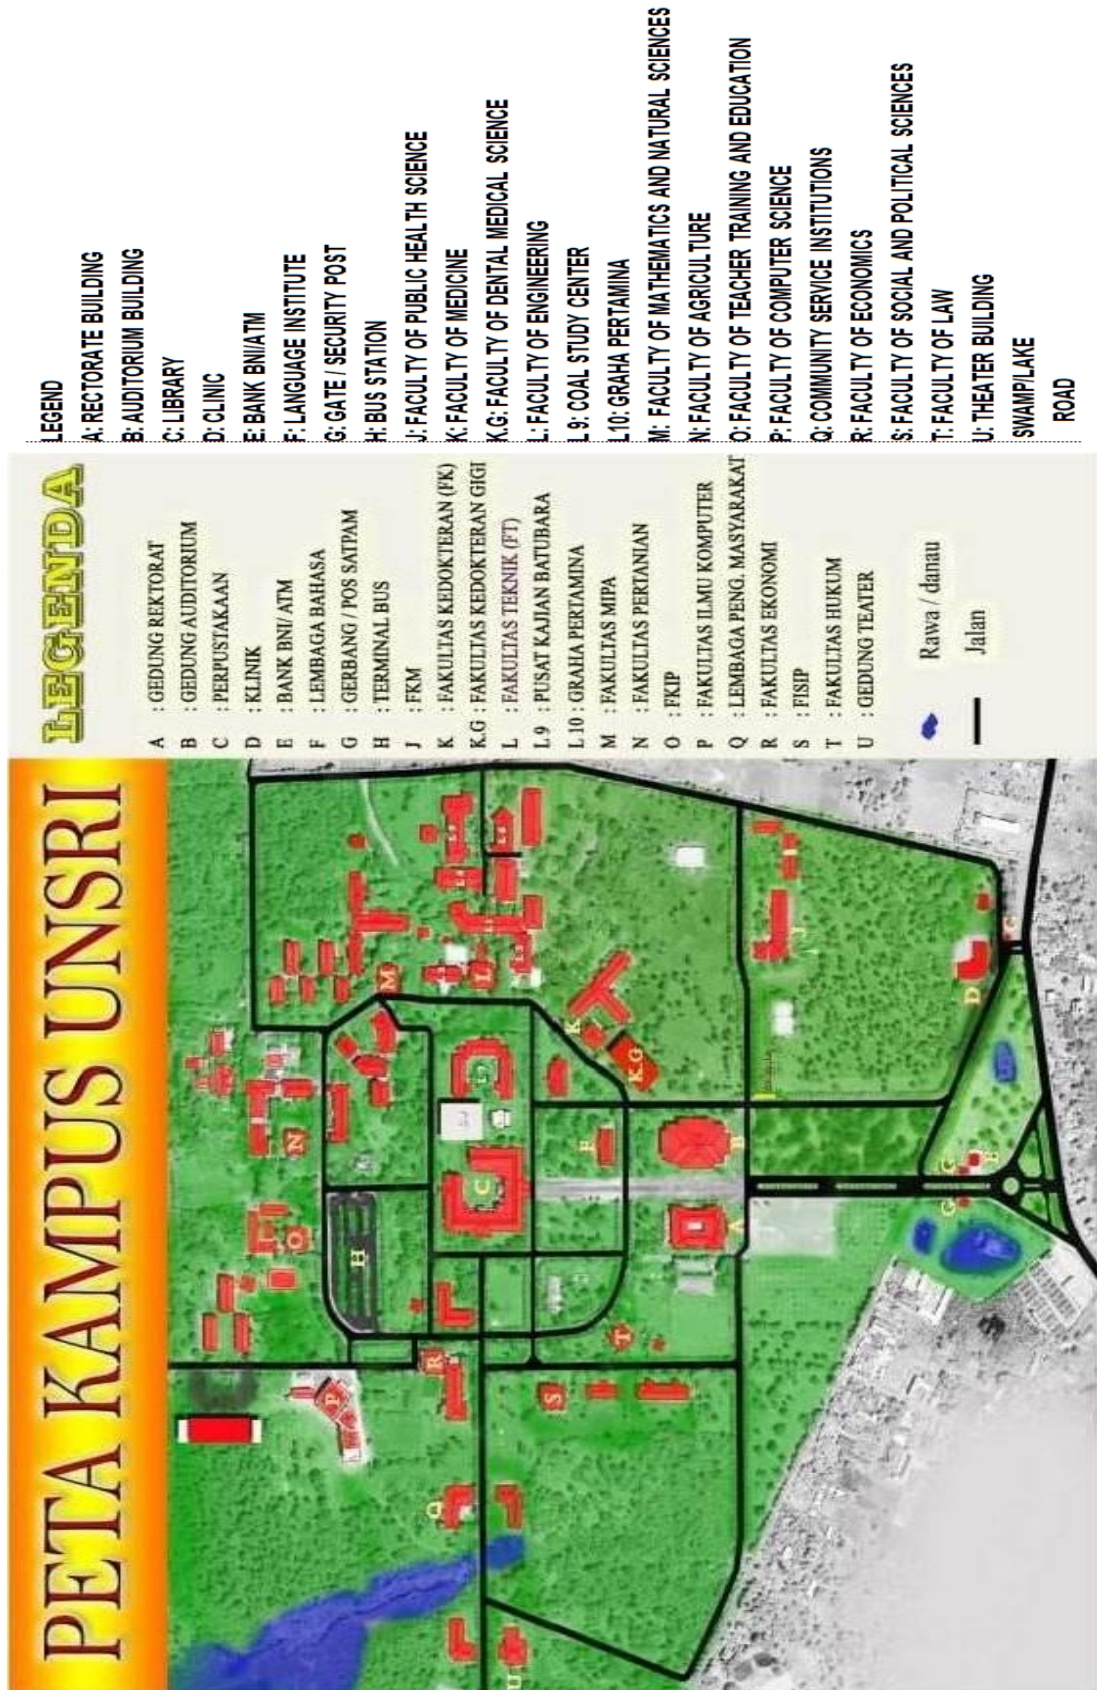 PETA KAMPUS UNSRI
LEGENDA
A : GEDUNG REKTORAT
B : GEDUNG AUDITORIUM
C : PERPUSTAKAAN
D : KLINIK
E : BANK BNI/ ATM
F : LEMBAGA BAHASA
G : GERBANG / POS SATPAM
H : TERMINAL BUS
J : FKM
K : FAKULTAS KEDOKTERAN (FK)
K.G : FAKULTAS KEDOKTERAN GIGI
L : FAKULTAS TEKNIK (FT)
L 9 : PUSAT KAJIAN BATUBARA
L 10 : GRAHA PERTAMINA
M : FAKULTAS MIPA
N : FAKULTAS PERTANIAN
O : FKIP
P : FAKULTAS ILMU KOMPUTER
Q : LEMBAGA PENG. MASYARAKAT
R : FAKULTAS EKONOMI
S : FISIP
T : FAKULTAS HUKUM
U : GEDUNG TEATER
Rawa / danau
Jalan
LEGEND
A: RECTORATE BUILDING
B: AUDITORIUM BUILDING
C: LIBRARY
D: CLINIC
E: BANK BNI/ATM
F: LANGUAGE INSTITUTE
G: GATE / SECURITY POST
H: BUS STATION
J: FACULTY OF PUBLIC HEALTH SCIENCE
K: FACULTY OF MEDICINE
K.G: FACULTY OF DENTAL MEDICAL SCIENCE
L: FACULTY OF ENGINEERING
L 9: COAL STUDY CENTER
L10: GRAHA PERTAMINA
M: FACULTY OF MATHEMATICS AND NATURAL SCIENCES
N: FACULTY OF AGRICULTURE
O: FACULTY OF TEACHER TRAINING AND EDUCATION
P: FACULTY OF COMPUTER SCIENCE
Q: COMMUNITY SERVICE INSTITUTIONS
R: FACULTY OF ECONOMICS
S: FACULTY OF SOCIAL AND POLITICAL SCIENCES
T: FACULTY OF LAW
U: THEATER BUILDING
SWAMP/LAKE
ROAD
N
O
P
H
M
R
Q
C
L
S
U
F
K
K.G
T
A
B
J
D
G
G
E
G